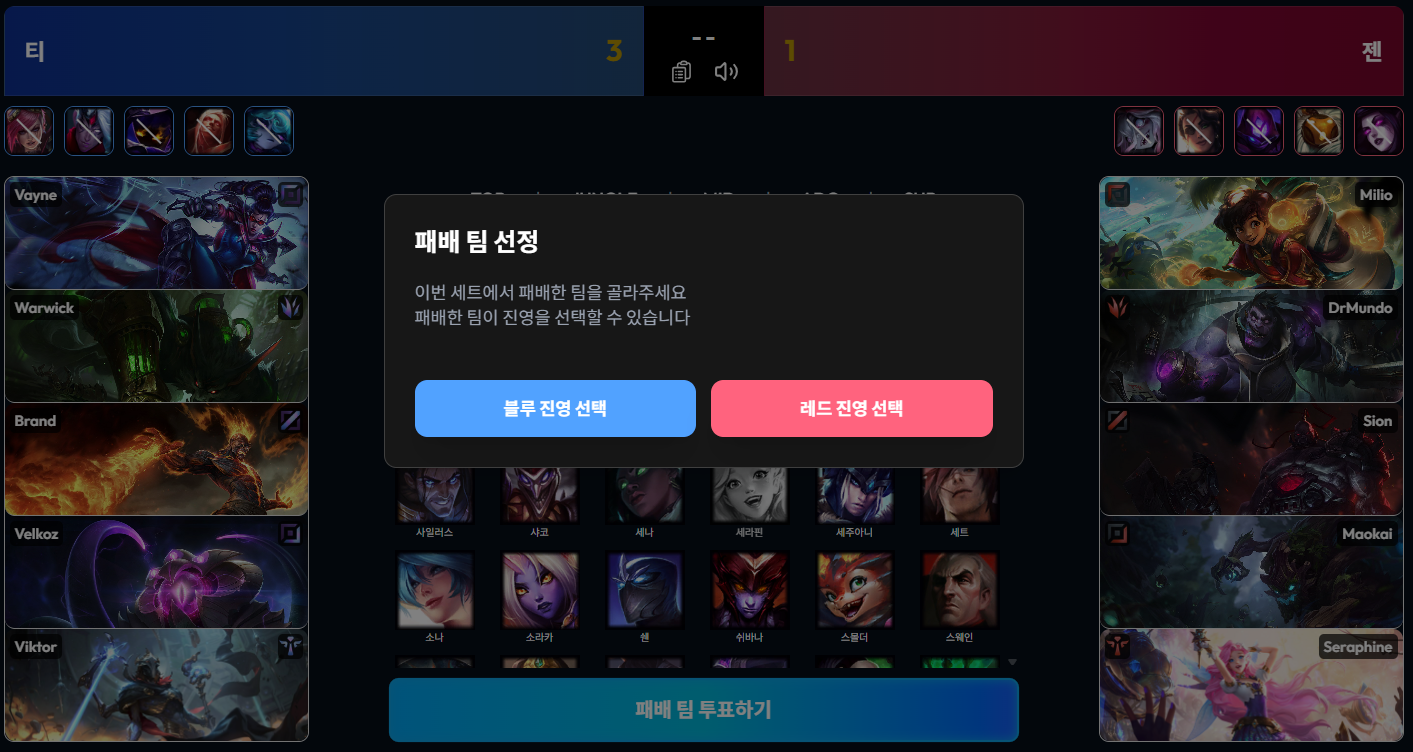 티
3
--
1
젠
Vayne
Warwick
Brand
Velkoz
Viktor
패배 팀 선정
이번 세트에서 패배한 팀을 골라주세요
패배한 팀이 진영을 선택할 수 있습니다
블루 진영 선택
레드 진영 선택
사일러스
샤코
세나
세라핀
세주아니
세트
소나
소라카
쉔
쉬바나
스몰더
스웨인
패배 팀 투표하기
Milio
DrMundo
Sion
Maokai
Seraphine